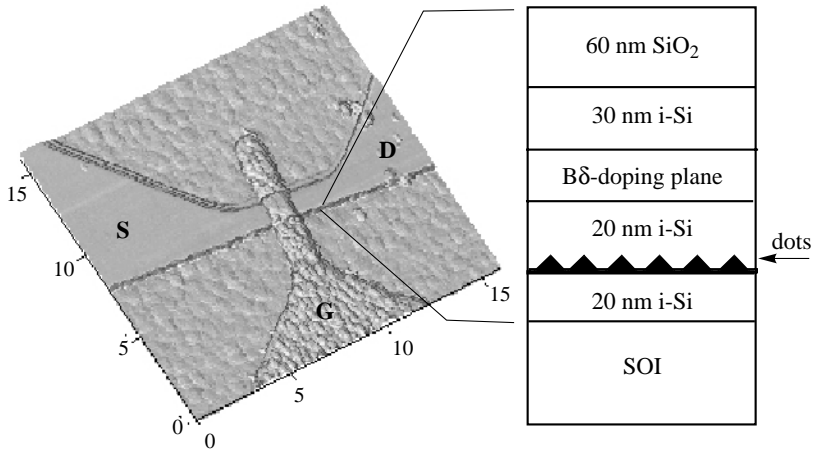 15
10
5
0
0
5
10
15
S
D
G
60 nm SiO₂
30 nm i-Si
Bδ-doping plane
20 nm i-Si
dots
20 nm i-Si
SOI